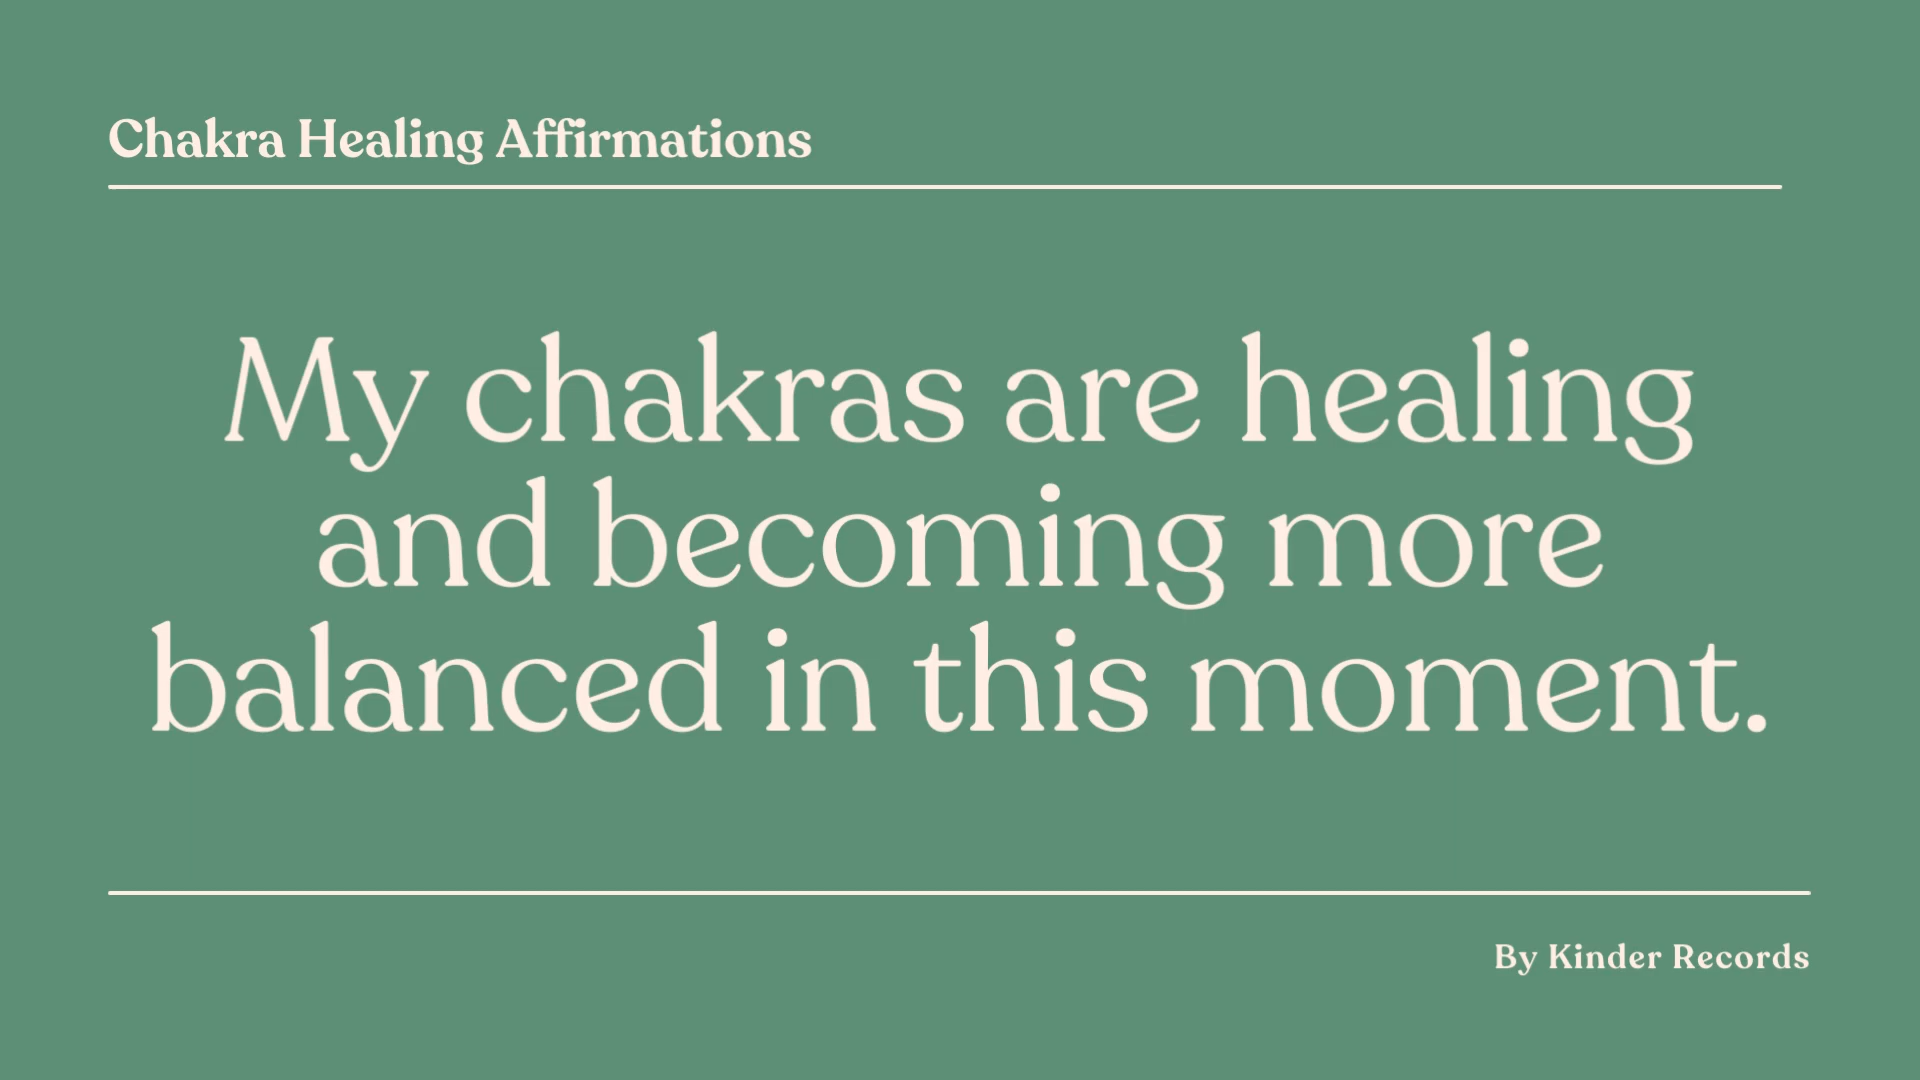 Chakra Healing Affirmations
My chakras are healing
and becoming more
balanced in this moment.
By Kinder Records